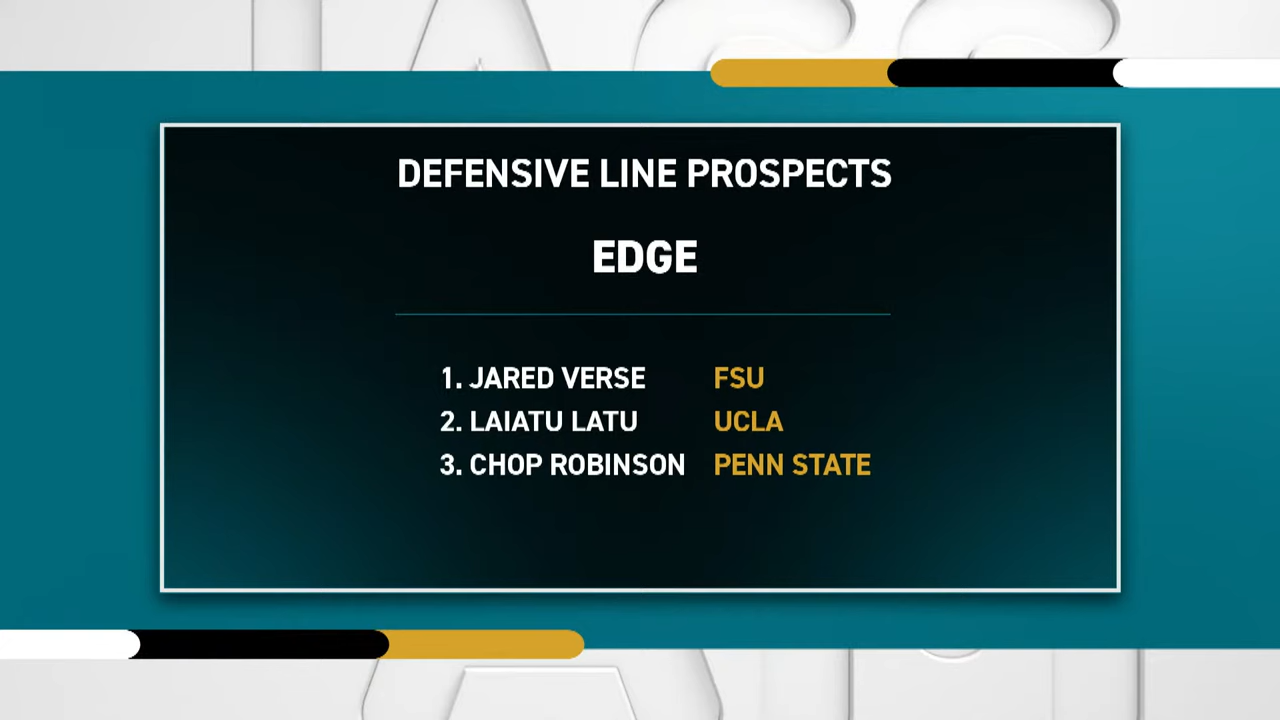 DEFENSIVE LINE PROSPECTS
EDGE
1. JARED VERSE FSU
2. LAIATU LATU UCLA
3. CHOP ROBINSON PENN STATE